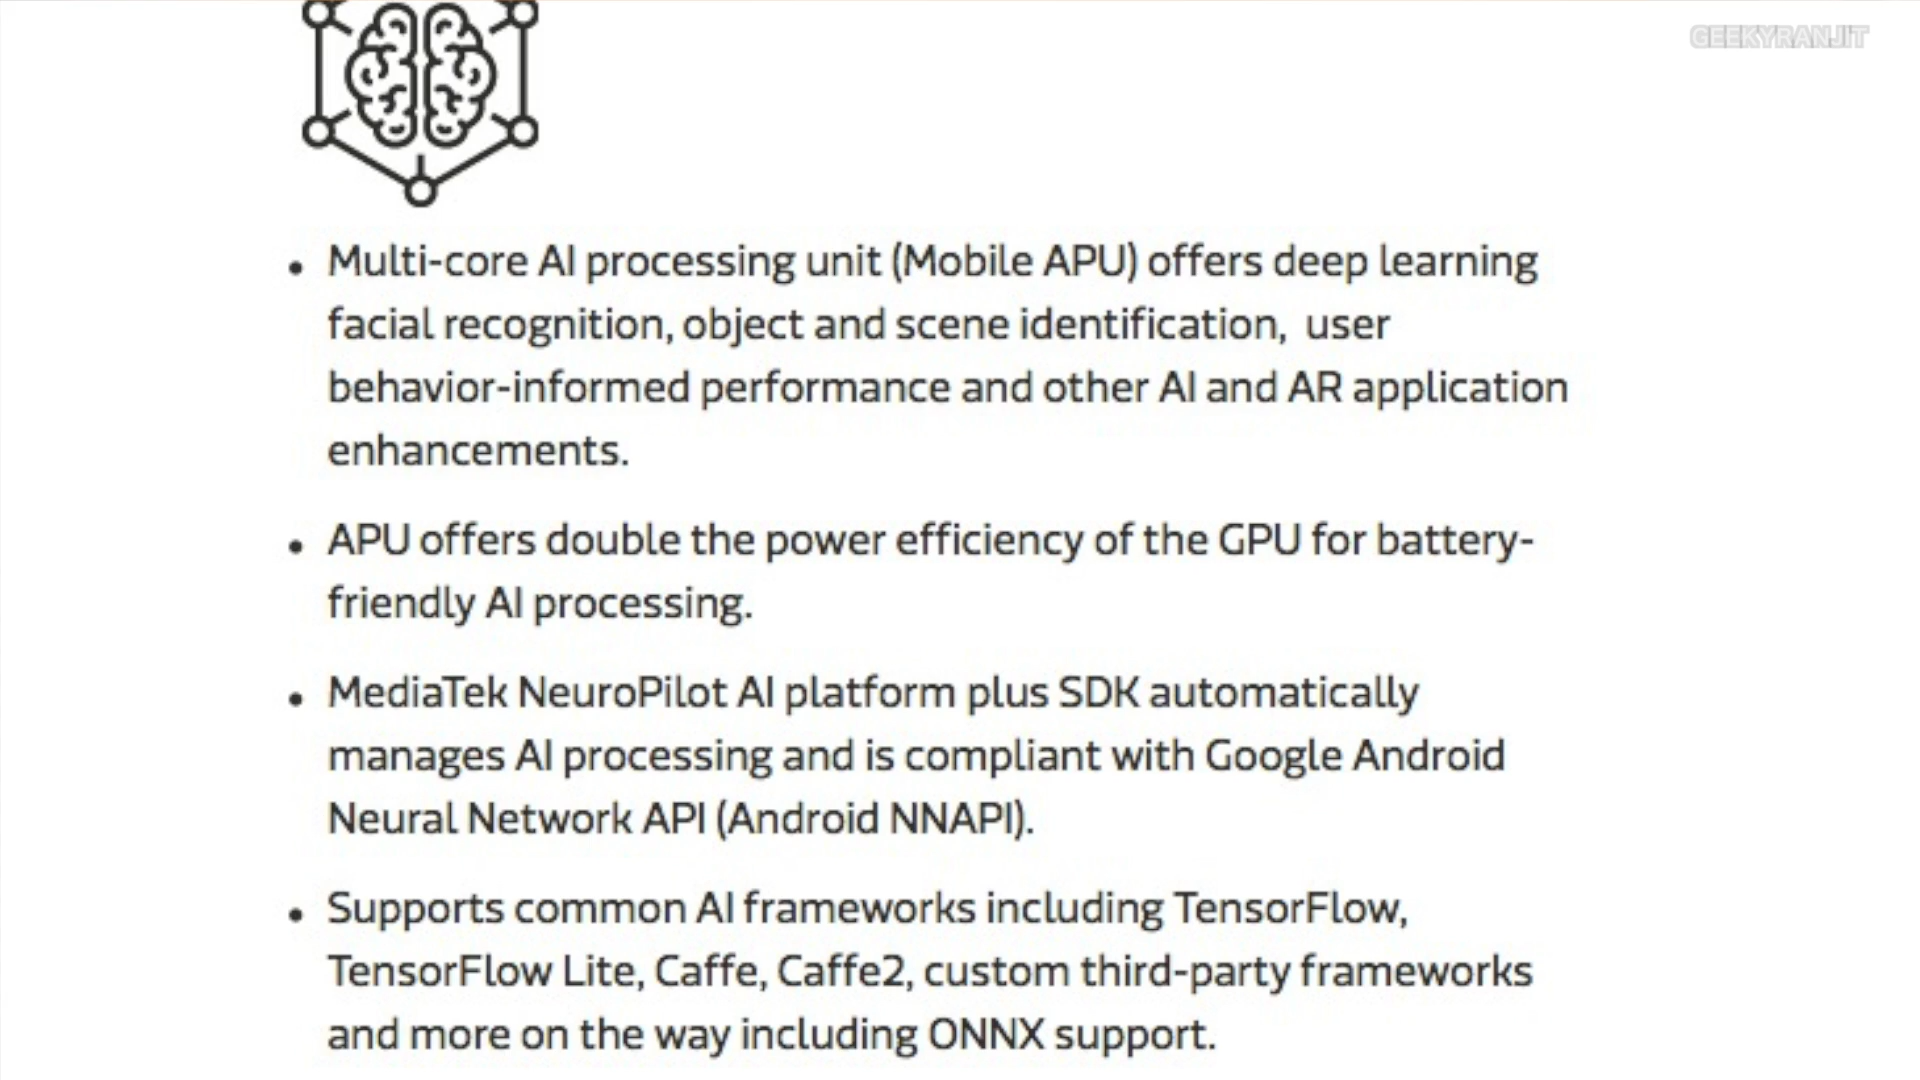 GEEKYRANJIT
• Multi-core AI processing unit (Mobile APU) offers deep learning
facial recognition, object and scene identification,  user
behavior-informed performance and other AI and AR application
enhancements.
• APU offers double the power efficiency of the GPU for battery-
friendly AI processing.
• MediaTek NeuroPilot AI platform plus SDK automatically
manages AI processing and is compliant with Google Android
Neural Network API (Android NNAPI).
• Supports common AI frameworks including TensorFlow,
TensorFlow Lite, Caffe, Caffe2, custom third-party frameworks
and more on the way including ONNX support.